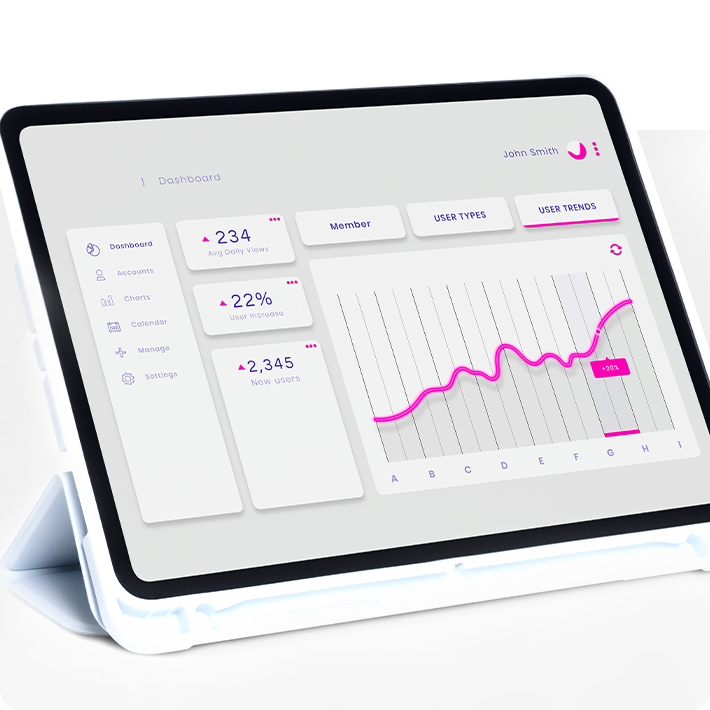 John Smith
| Dashboard
Dashboard
Accounts
Charts
Calendar
Manage
Settings
234
Avg Daily Views
22%
User Increase
2,345
New users
Member
USER TYPES
USER TRENDS
+20%
A B C D E F G H I